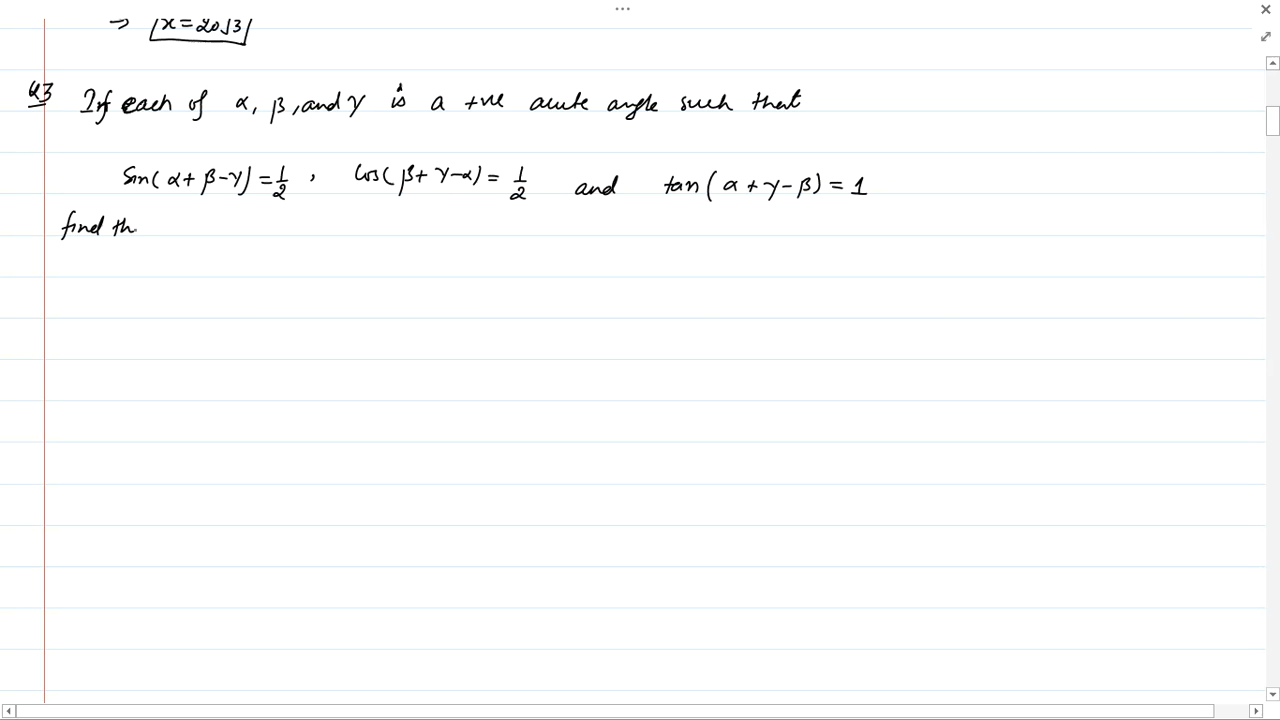 ⇒ x = 20√3
Q3 If each of α, β, and γ is a +ve acute angle such that
sin(α+β-γ) = 1/2, cos(β+γ-α) = 1/2 and tan(α+γ-β) = 1
find th